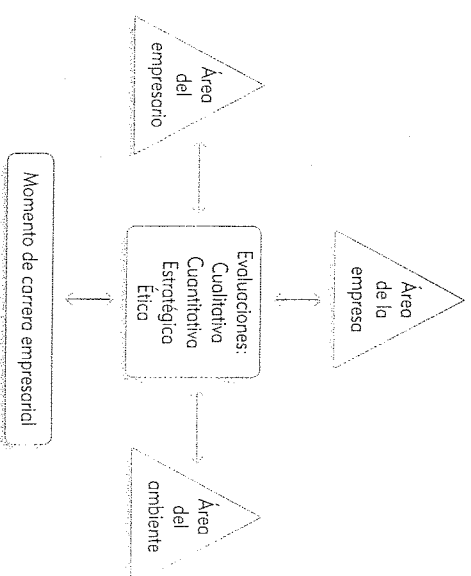 Área
de la
empresa
Área
del
empresario
Evaluaciones:
Cualitativa
Cuantitativa
Estratégica
Ética
Área
del
ambiente
Momento de carrera empresarial